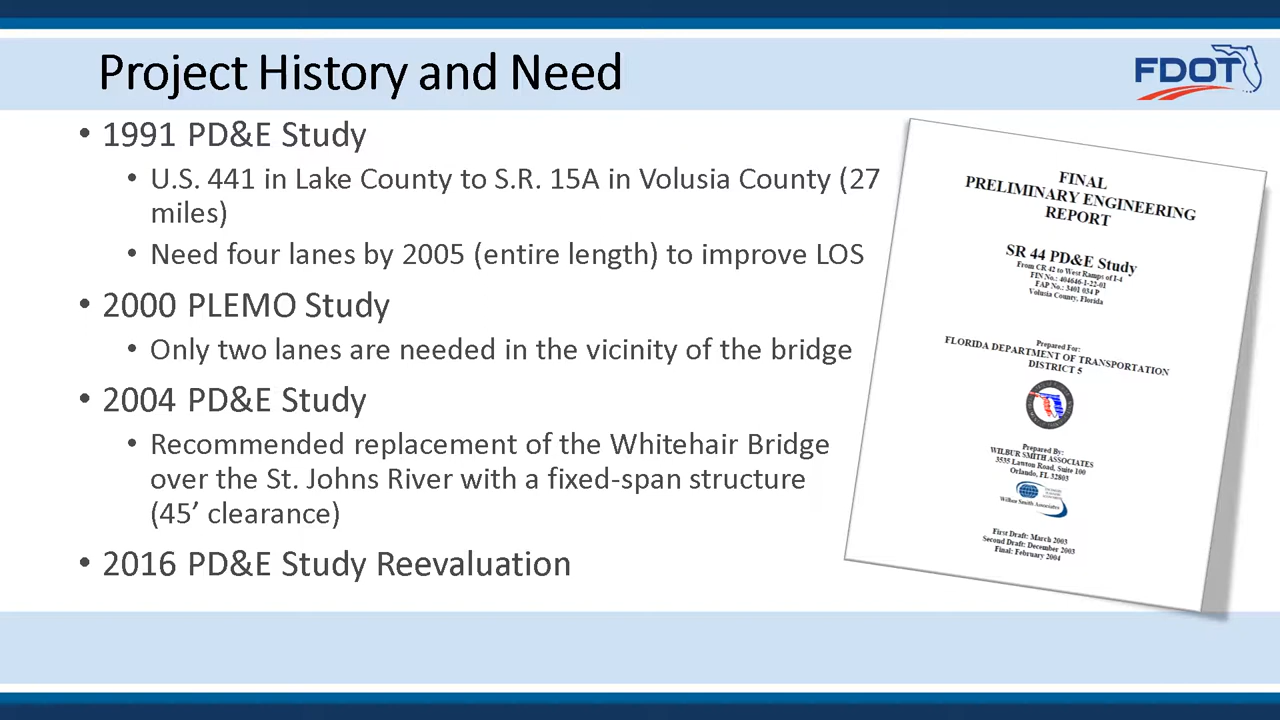 Project History and Need
FDOT
• 1991 PD&E Study
• U.S. 441 in Lake County to S.R. 15A in Volusia County (27
miles)
• Need four lanes by 2005 (entire length) to improve LOS
• 2000 PLEMO Study
• Only two lanes are needed in the vicinity of the bridge
• 2004 PD&E Study
• Recommended replacement of the Whitehair Bridge
over the St. Johns River with a fixed-span structure
(45’ clearance)
• 2016 PD&E Study Reevaluation
FINAL
PRELIMINARY ENGINEERING
REPORT
SR 44 PD&E Study
From CR 42 to West Ramps of I-4
FIN No.: 404646-1-22-01
FAP No.: 3401 034 P
Volusia County, Florida
Prepared For:
FLORIDA DEPARTMENT OF TRANSPORTATION
DISTRICT 5
Prepared By:
WILBUR SMITH ASSOCIATES
3535 Lawton Road, Suite 100
Orlando, FL 32803
Wilbur Smith Associates
First Draft: March 2003
Second Draft: December 2003
Final: February 2004